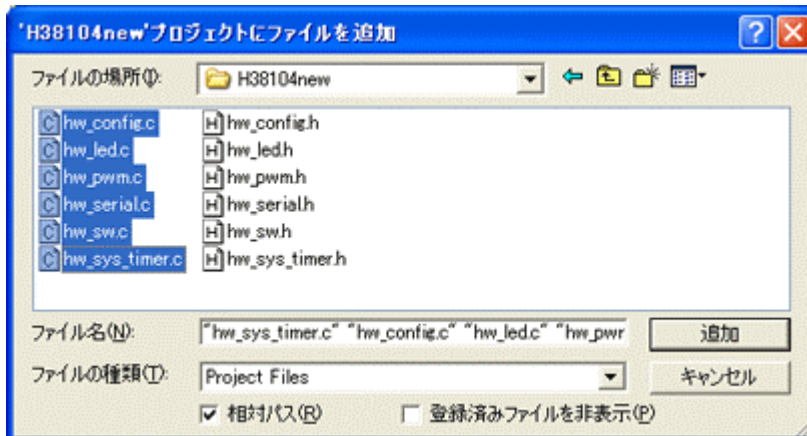 'H38104new'プロジェクトにファイルを追加
ファイルの場所(I): H38104new
hw_config.c hw_config.h
hw_led.c hw_led.h
hw_pwm.c hw_pwm.h
hw_serial.c hw_serial.h
hw_sw.c hw_sw.h
hw_sys_timer.c hw_sys_timer.h
ファイル名(N): "hw_sys_timer.c" "hw_config.c" "hw_led.c" "hw_pwr 追加
ファイルの種類(T): Project Files キャンセル
相対パス(R) 登録済みファイルを非表示(P)